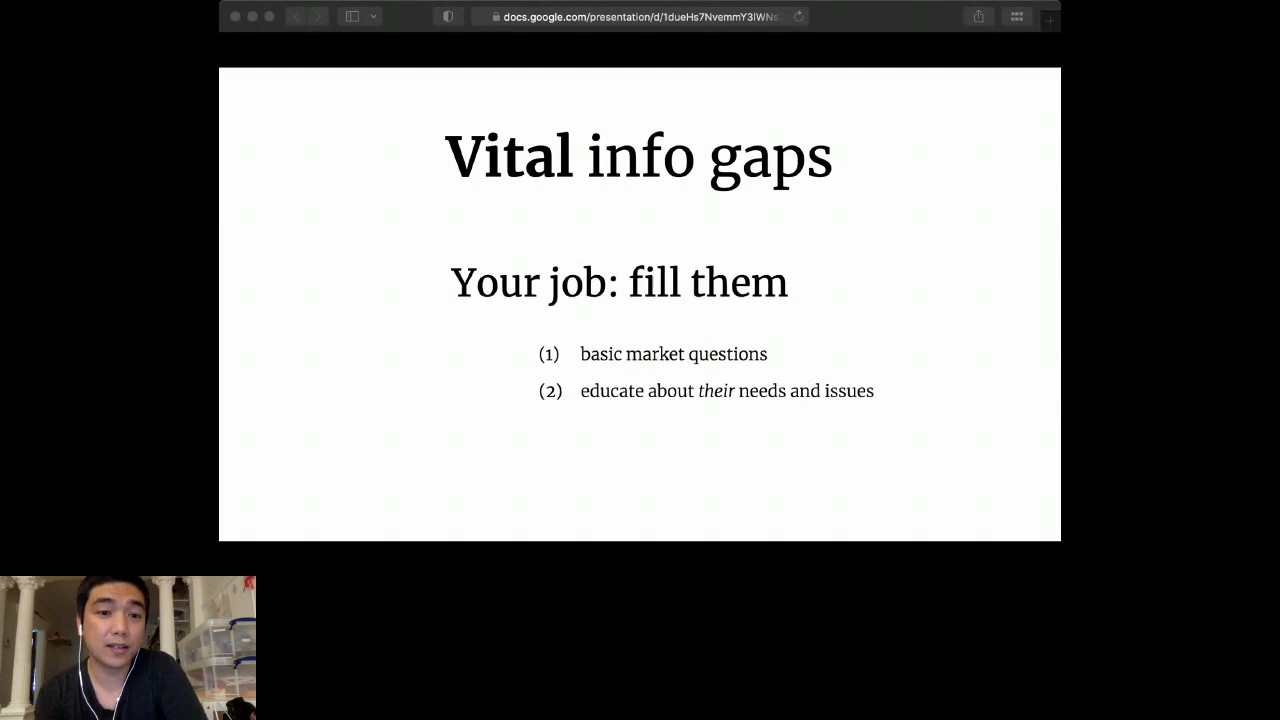 docs.google.com/presentation/d/1dueHs7NvemmY3IWNs
Vital info gaps
Your job: fill them
(1) basic market questions
(2) educate about their needs and issues